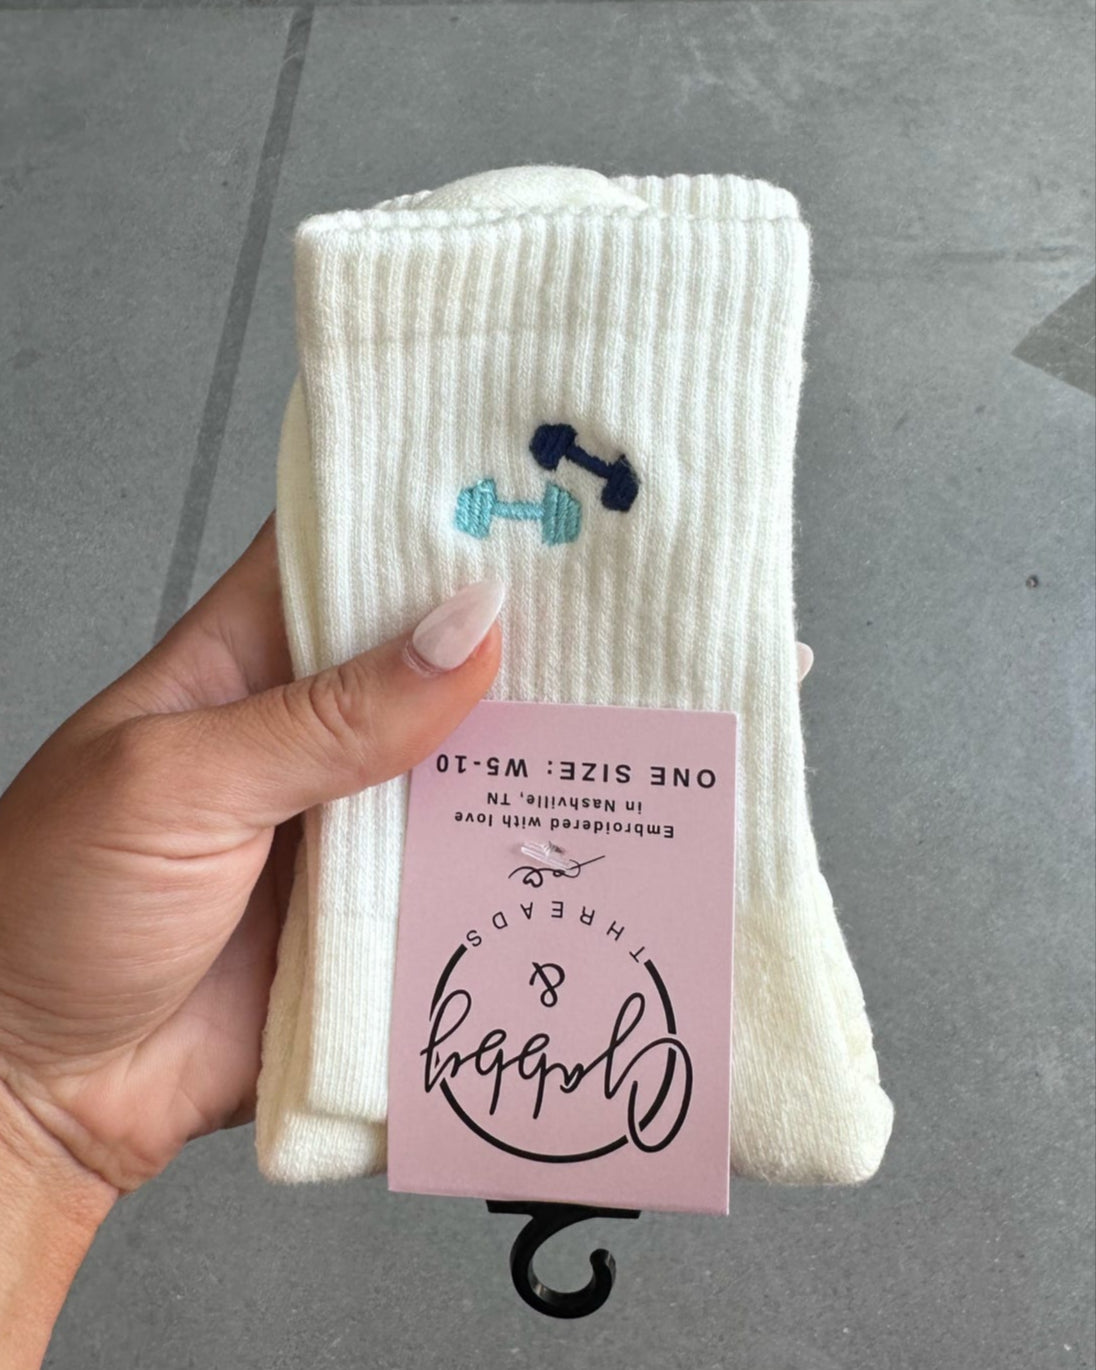 Gabby
&
THREADS
Embroidered with love
in Nashville, TN
ONE SIZE: W5-10